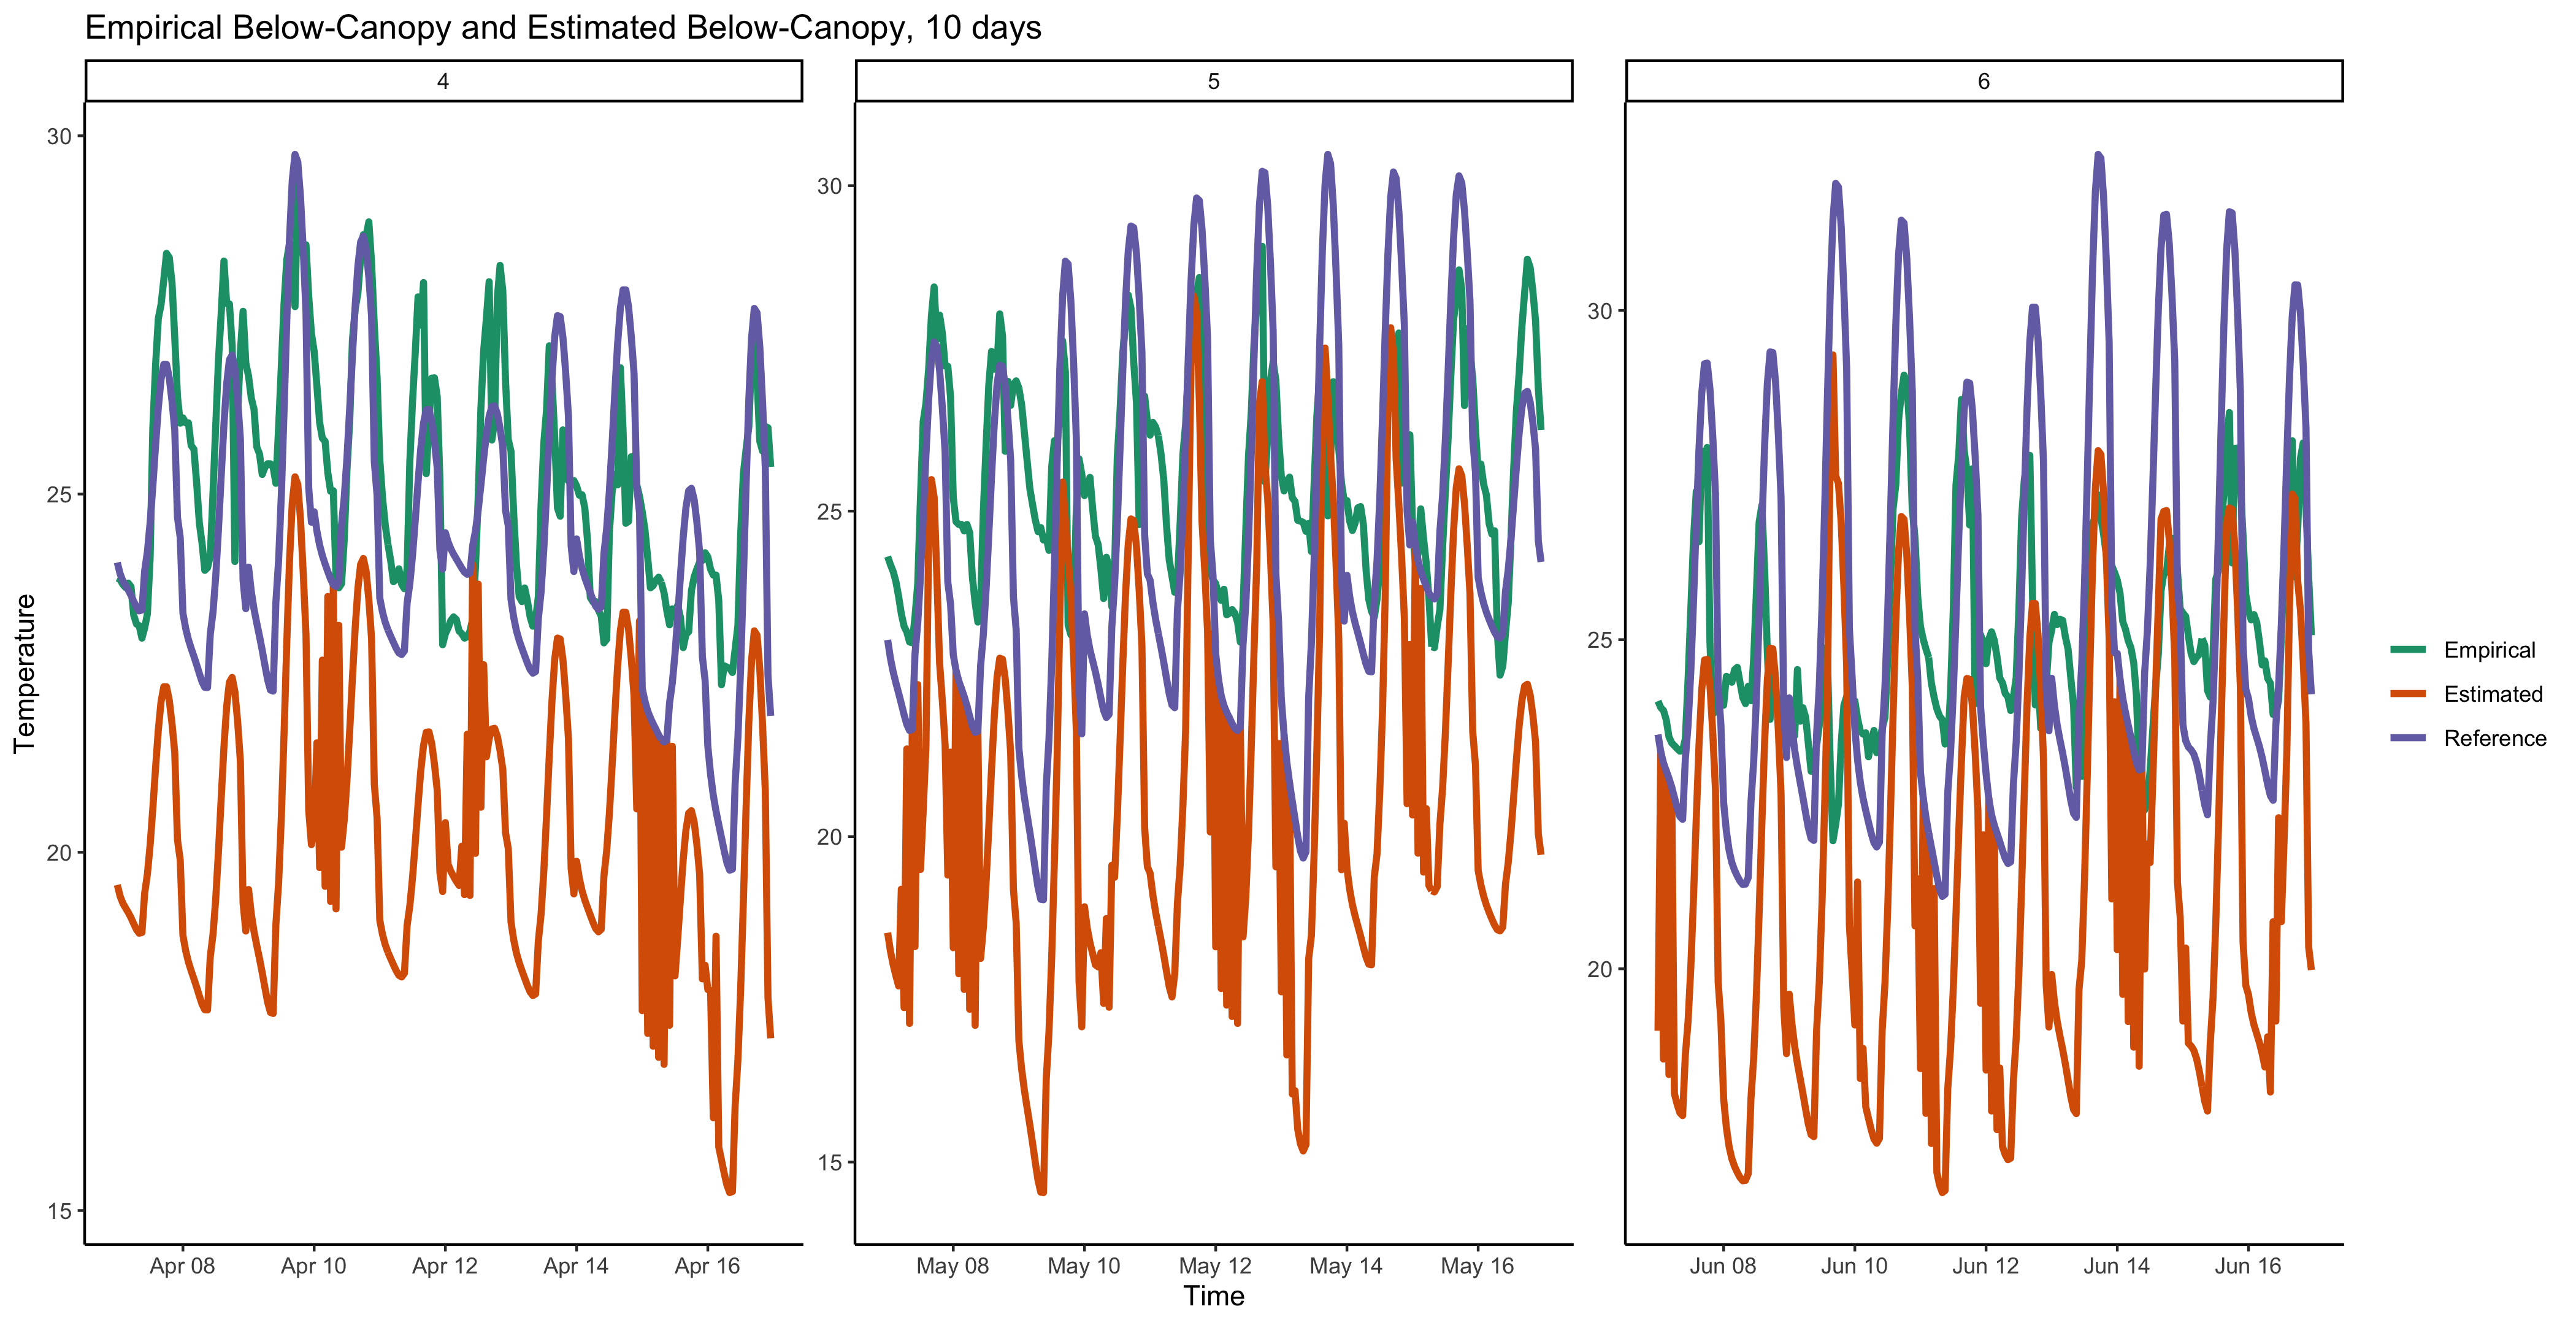 Empirical Below-Canopy and Estimated Below-Canopy, 10 days
4
5
6
Temperature
30
25
20
15
30
25
20
15
30
25
20
Apr 08 Apr 10 Apr 12 Apr 14 Apr 16
May 08 May 10 May 12 May 14 May 16
Jun 08 Jun 10 Jun 12 Jun 14 Jun 16
Time
Empirical
Estimated
Reference